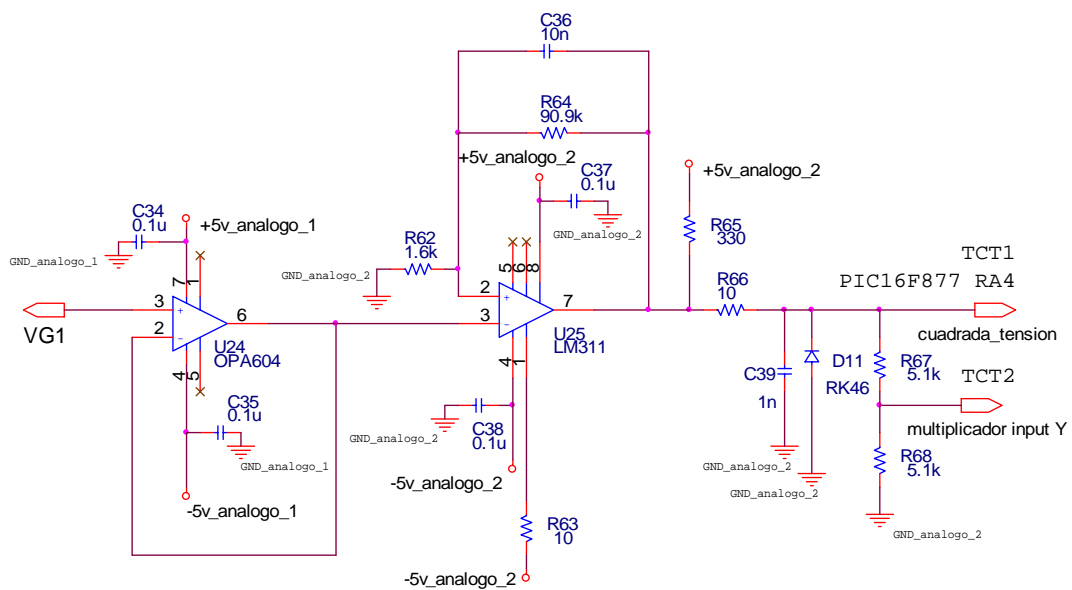 C36
10n
R64
90.9k
+5v_analogo_2
C37
0.1u
GND_analogo_2
+5v_analogo_2
R65
330
C34
0.1u
+5v_analogo_1
GND_analogo_1
R62
1.6k
GND_analogo_2
5
6
8
7
1
2
+
3
-
7
U25
LM311
4
1
VG1
3
+
2
-
6
U24
OPA604
4
5
R66
10
TCT1
PIC16F877 RA4
cuadrada_tension
C39
1n
D11
RK46
R67
5.1k
TCT2
multiplicador input Y
R68
5.1k
C35
0.1u
GND_analogo_1
-5v_analogo_1
C38
0.1u
GND_analogo_2
-5v_analogo_2
R63
10
-5v_analogo_2
GND_analogo_2
GND_analogo_2
GND_analogo_2